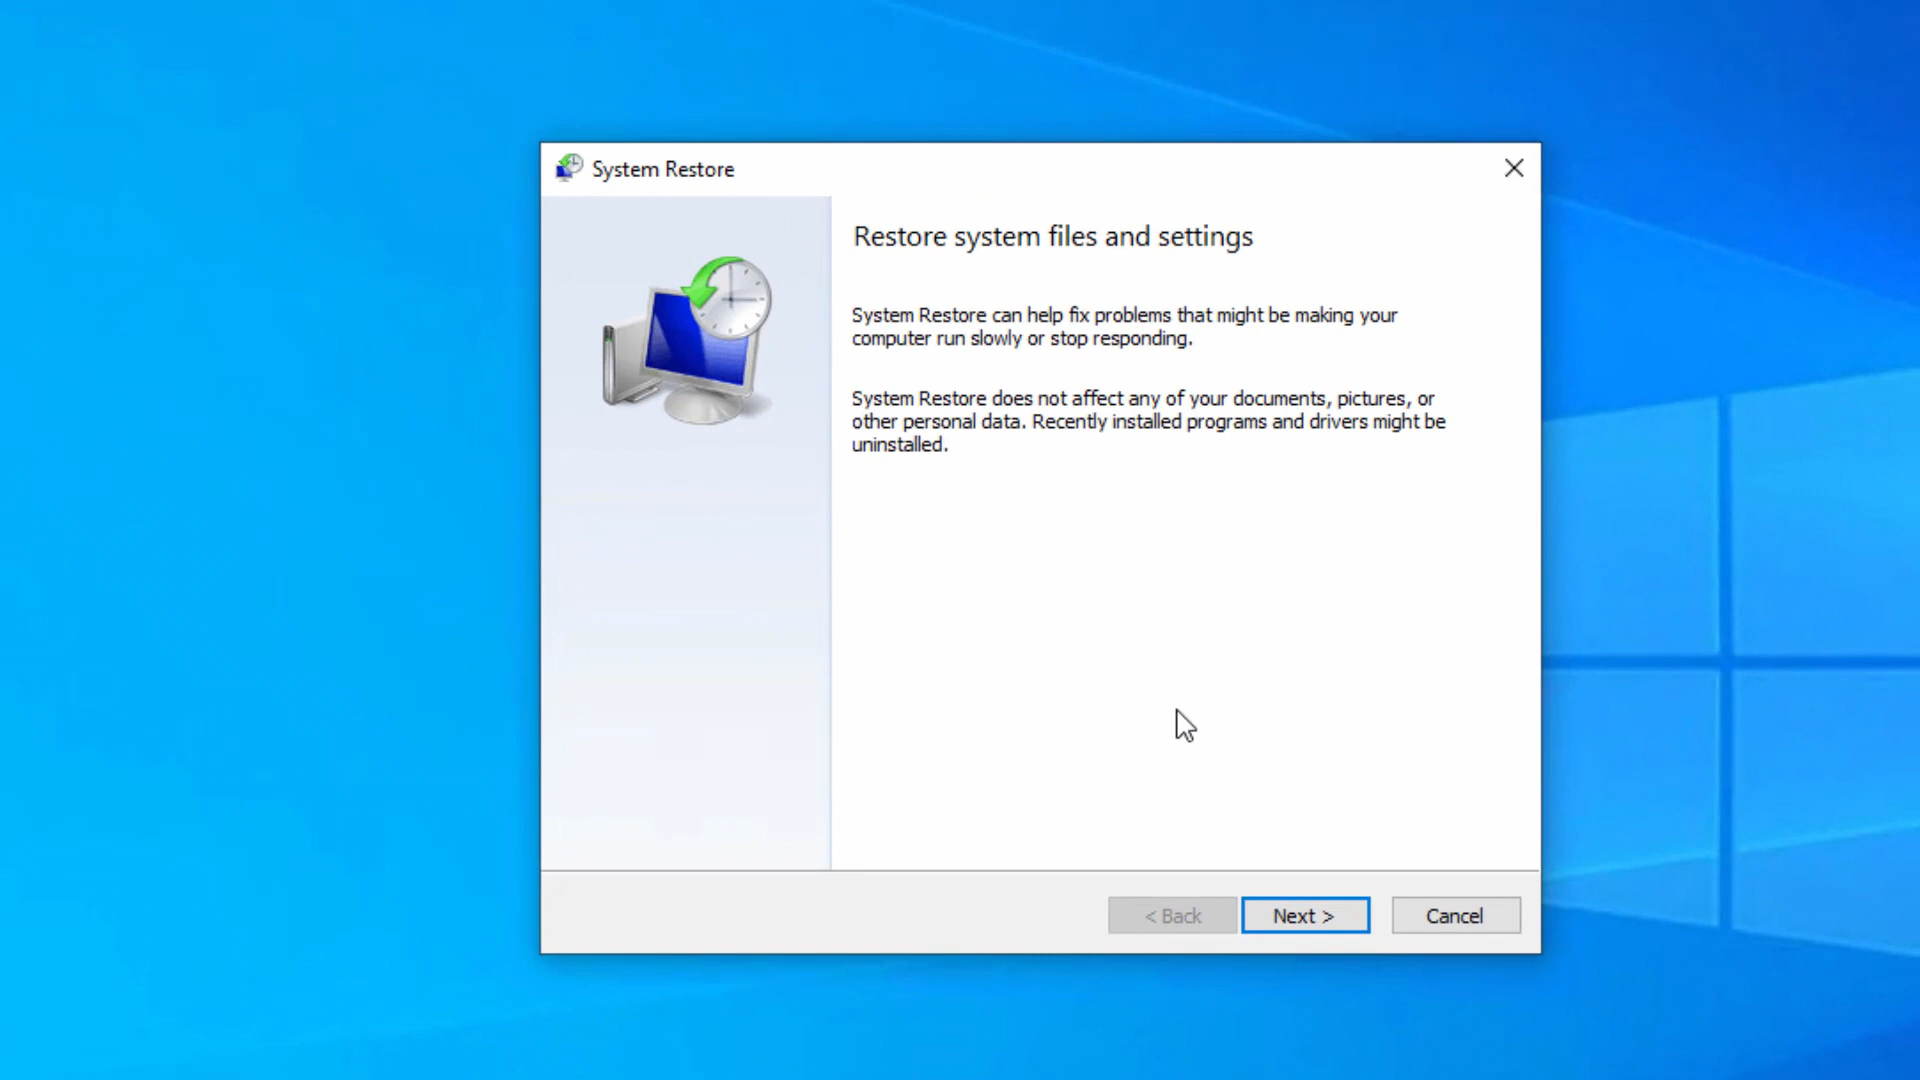 System Restore
Restore system files and settings
System Restore can help fix problems that might be making your
computer run slowly or stop responding.
System Restore does not affect any of your documents, pictures, or
other personal data. Recently installed programs and drivers might be
uninstalled.
< Back
Next >
Cancel